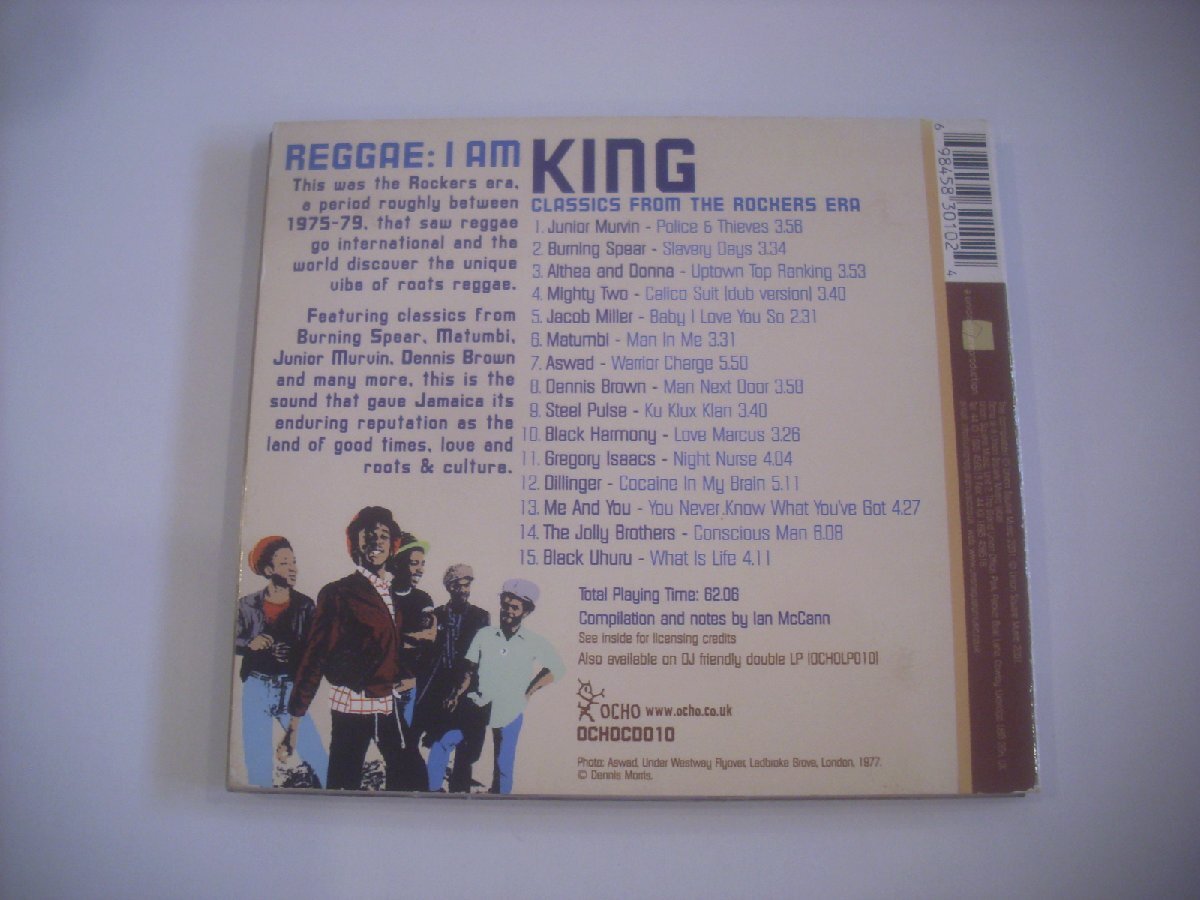 REGGAE: I AM
KING
CLASSICS FROM THE ROCKERS ERA
This was the Rockers era,
a period roughly between
1975-79, that saw reggae
go international and the
world discover the unique
vibe of roots reggae.
Featuring classics from
Burning Spear, Matumbi,
Junior Murvin, Dennis Brown
and many more, this is the
sound that gave Jamaica its
enduring reputation as the
land of good times, love and
roots & culture.
1. Junior Murvin - Police & Thieves 3.56
2. Burning Spear - Slavery Days 3.34
3. Althea and Donna - Uptown Top Ranking 3.53
4. Mighty Two - Calico Suit (dub version) 3.40
5. Jacob Miller - Baby I Love You So 2.31
6. Matumbi - Man In Me 3.31
7. Aswad - Warrior Charge 5.50
8. Dennis Brown - Man Next Door 3.58
9. Steel Pulse - Ku Klux Klan 3.40
10. Black Harmony - Love Marcus 3.26
11. Gregory Isaacs - Night Nurse 4.04
12. Dillinger - Cocaine In My Brain 5.11
13. Me And You - You Never Know What You've Got 4.27
14. The Jolly Brothers - Conscious Man 6.08
15. Black Uhuru - What Is Life 4.11
Total Playing Time: 62.06
Compilation and notes by Ian McCann
See inside for licensing credits
Also available on DJ friendly double LP (OCHOLP010)
OCHO www.ocho.co.uk
OCHOCD010
Photo: Aswad, Under Westway Flyover, Ladbroke Grove, London, 1977.
© Dennis Morris.
6 98458 30102 4
production